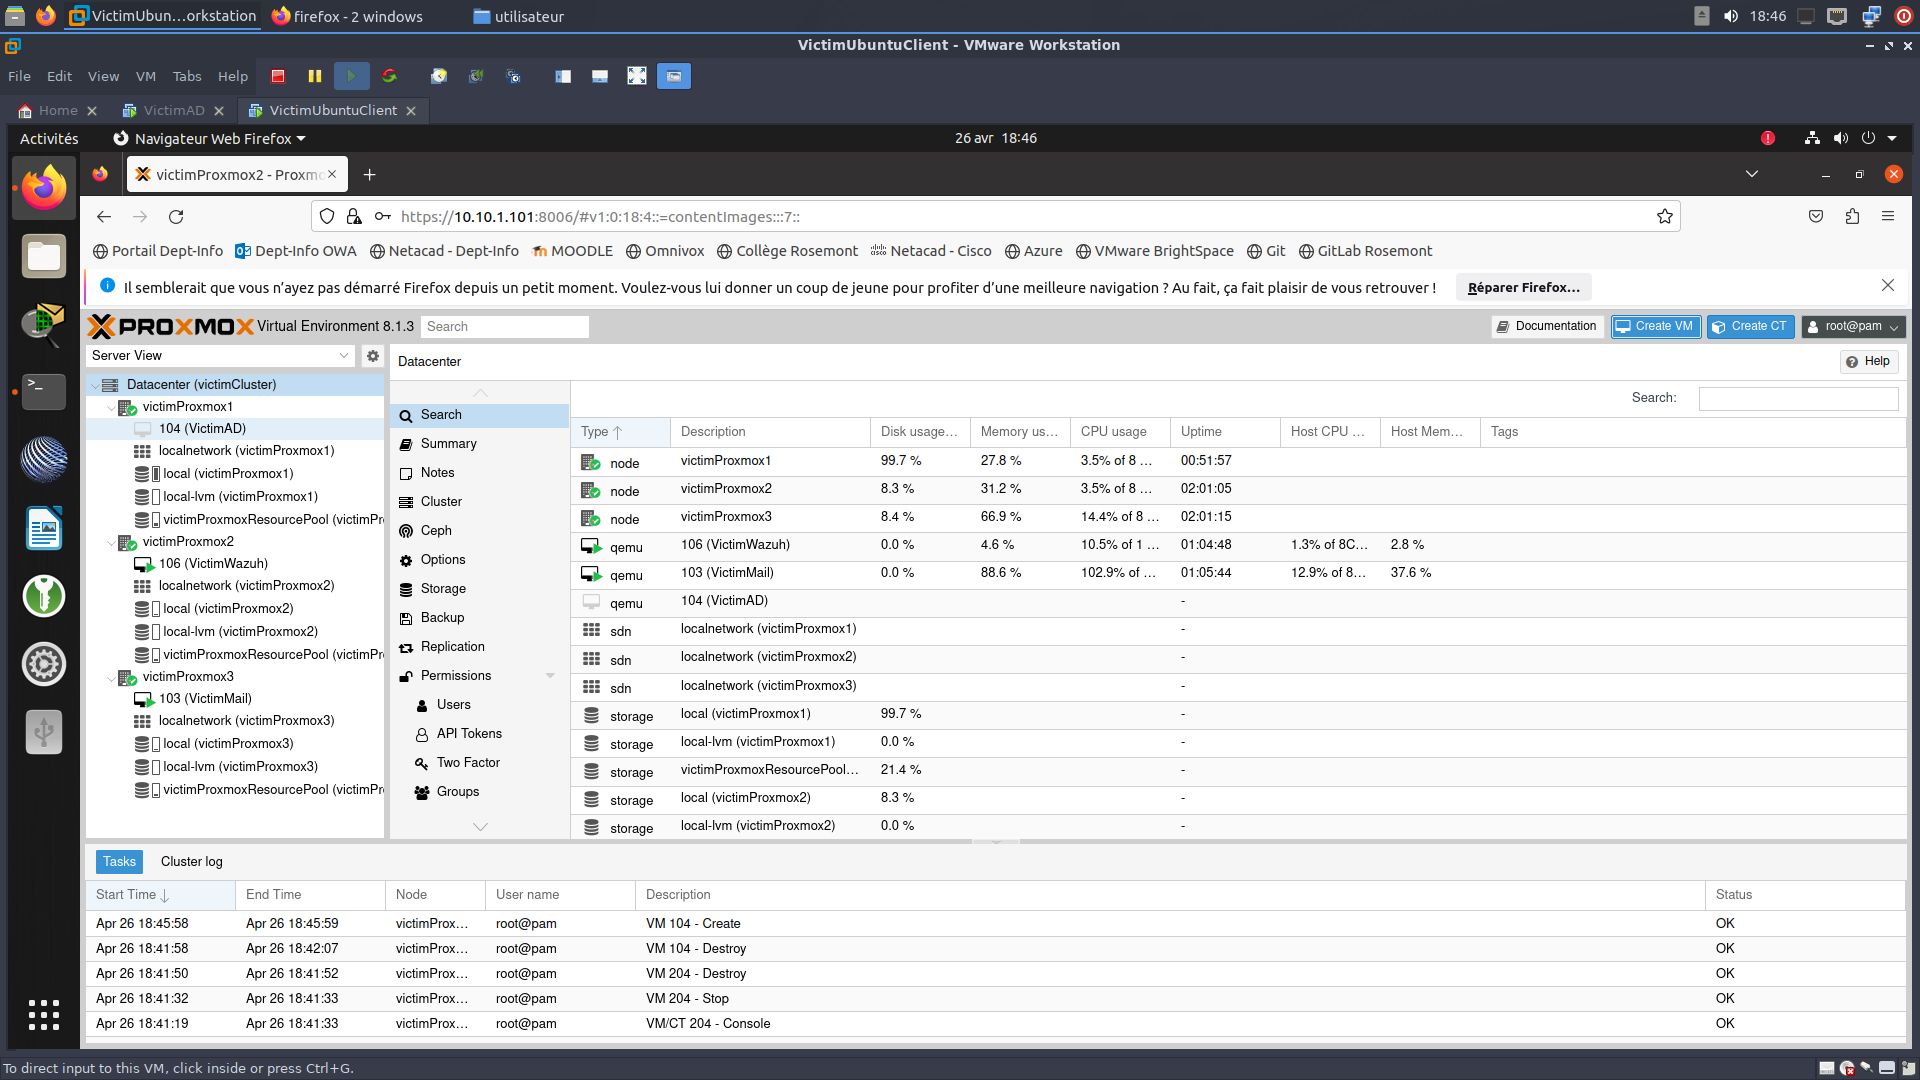 VictimUbun...orkstation firefox - 2 windows utilisateur 18:46
VictimUbuntuClient - VMware Workstation
File Edit View VM Tabs Help
Home VictimAD VictimUbuntuClient
Activités Navigateur Web Firefox 26 avr 18:46
victimProxmox2 - Proxmo
https://10.10.1.101:8006/#v1:0:18:4::=contentImages:::7::
Portail Dept-Info Dept-Info OWA Netacad - Dept-Info MOODLE Omnivox Collège Rosemont Netacad - Cisco Azure VMware BrightSpace Git GitLab Rosemont
Il semblerait que vous n'ayez pas démarré Firefox depuis un petit moment. Voulez-vous lui donner un coup de jeune pour profiter d'une meilleure navigation ? Au fait, ça fait plaisir de vous retrouver ! Réparer Firefox...
PROXMOX Virtual Environment 8.1.3 Search Documentation Create VM Create CT root@pam
Server View
Datacenter (victimCluster)
victimProxmox1
104 (VictimAD)
localnetwork (victimProxmox1)
local (victimProxmox1)
local-lvm (victimProxmox1)
victimProxmoxResourcePool (victimPr
victimProxmox2
106 (VictimWazuh)
localnetwork (victimProxmox2)
local (victimProxmox2)
local-lvm (victimProxmox2)
victimProxmoxResourcePool (victimPr
victimProxmox3
103 (VictimMail)
localnetwork (victimProxmox3)
local (victimProxmox3)
local-lvm (victimProxmox3)
victimProxmoxResourcePool (victimPr
Datacenter Help
Search
Summary
Notes
Cluster
Ceph
Options
Storage
Backup
Replication
Permissions
Users
API Tokens
Two Factor
Groups
Search:
Type Description Disk usage... Memory us... CPU usage Uptime Host CPU ... Host Mem... Tags
node victimProxmox1 99.7 % 27.8 % 3.5% of 8 ... 00:51:57
node victimProxmox2 8.3 % 31.2 % 3.5% of 8 ... 02:01:05
node victimProxmox3 8.4 % 66.9 % 14.4% of 8 ... 02:01:15
qemu 106 (VictimWazuh) 0.0 % 4.6 % 10.5% of 1 ... 01:04:48 1.3% of 8C... 2.8 %
qemu 103 (VictimMail) 0.0 % 88.6 % 102.9% of ... 01:05:44 12.9% of 8... 37.6 %
qemu 104 (VictimAD) -
sdn localnetwork (victimProxmox1) -
sdn localnetwork (victimProxmox2) -
sdn localnetwork (victimProxmox3) -
storage local (victimProxmox1) 99.7 % -
storage local-lvm (victimProxmox1) 0.0 % -
storage victimProxmoxResourcePool... 21.4 % -
storage local (victimProxmox2) 8.3 % -
storage local-lvm (victimProxmox2) 0.0 % -
Tasks Cluster log
Start Time End Time Node User name Description Status
Apr 26 18:45:58 Apr 26 18:45:59 victimProx... root@pam VM 104 - Create OK
Apr 26 18:41:58 Apr 26 18:42:07 victimProx... root@pam VM 104 - Destroy OK
Apr 26 18:41:50 Apr 26 18:41:52 victimProx... root@pam VM 204 - Destroy OK
Apr 26 18:41:32 Apr 26 18:41:33 victimProx... root@pam VM 204 - Stop OK
Apr 26 18:41:19 Apr 26 18:41:33 victimProx... root@pam VM/CT 204 - Console OK
To direct input to this VM, click inside or press Ctrl+G.